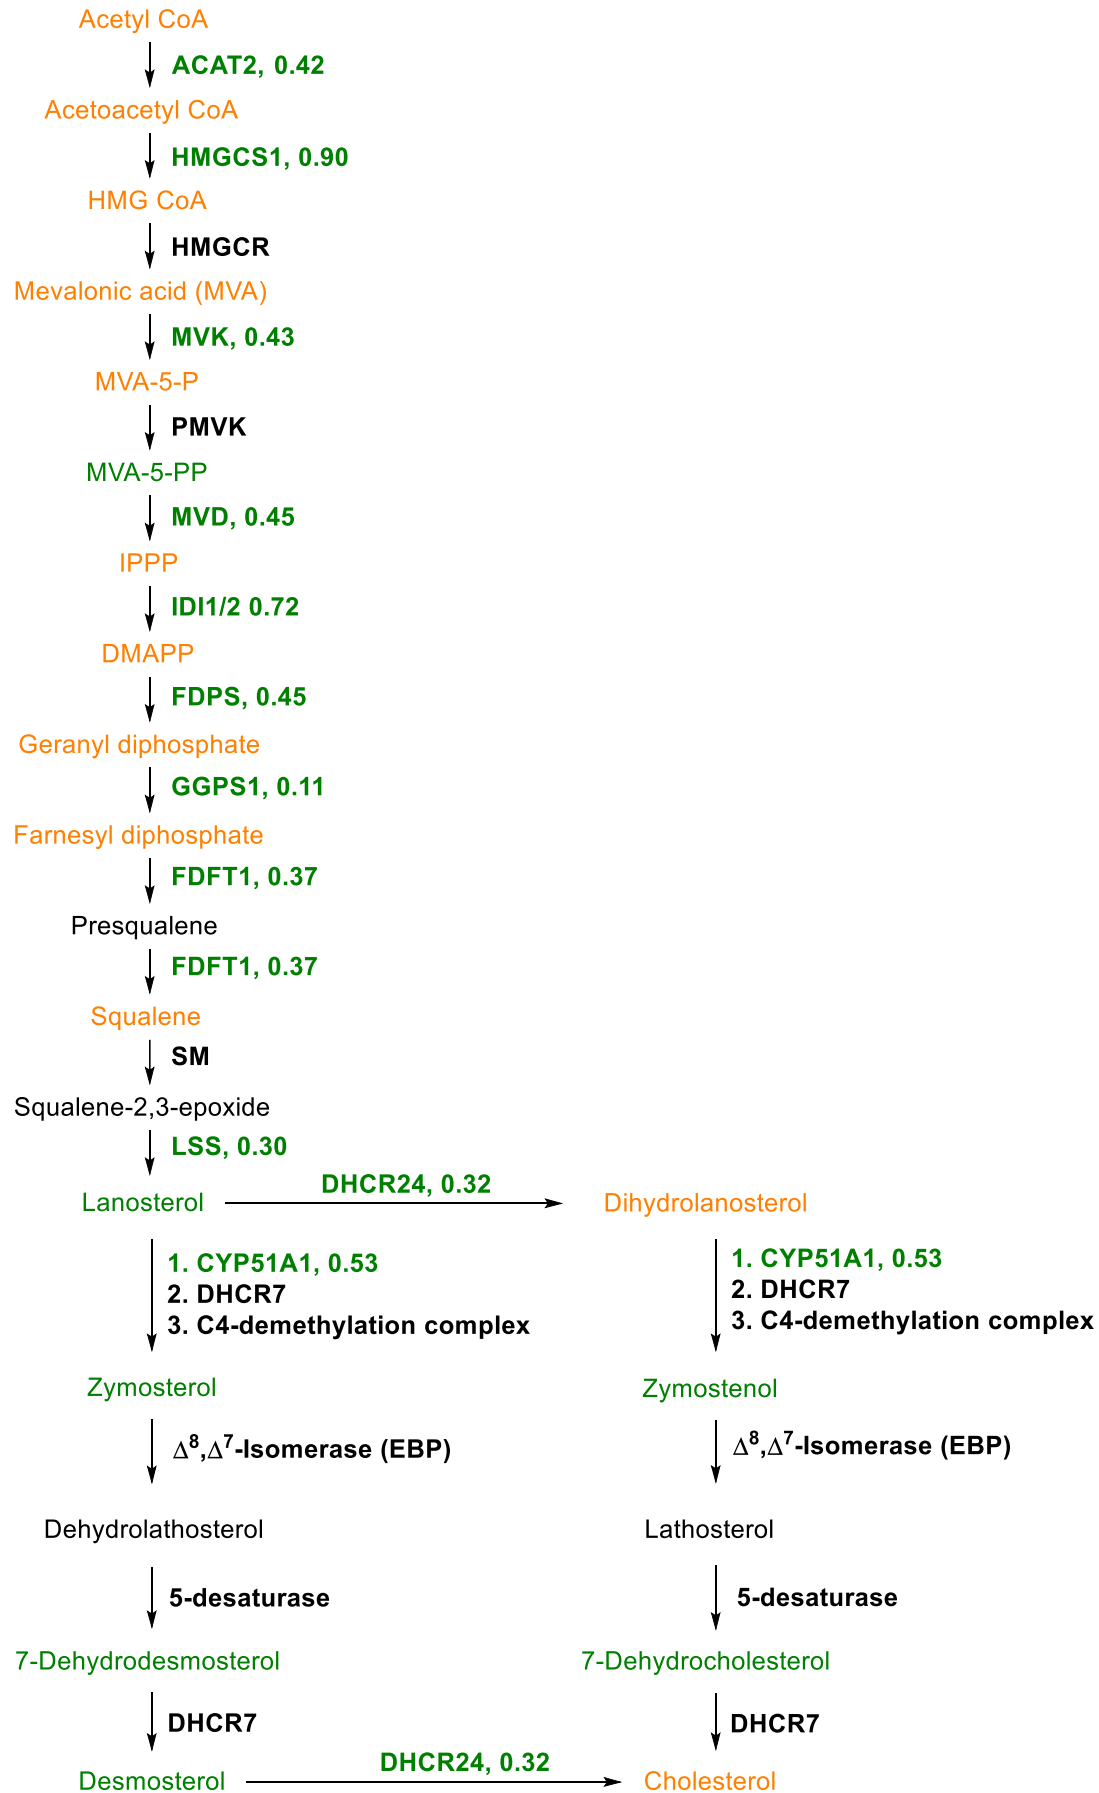 Acetyl CoA
ACAT2, 0.42
Acetoacetyl CoA
HMGCS1, 0.90
HMG CoA
HMGCR
Mevalonic acid (MVA)
MVK, 0.43
MVA-5-P
PMVK
MVA-5-PP
MVD, 0.45
IPPP
IDI1/2 0.72
DMAPP
FDPS, 0.45
Geranyl diphosphate
GGPS1, 0.11
Farnesyl diphosphate
FDFT1, 0.37
Presqualene
FDFT1, 0.37
Squalene
SM
Squalene-2,3-epoxide
LSS, 0.30
Lanosterol
DHCR24, 0.32
Dihydrolanosterol
1. CYP51A1, 0.53
2. DHCR7
3. C4-demethylation complex
1. CYP51A1, 0.53
2. DHCR7
3. C4-demethylation complex
Zymosterol
Zymostenol
Δ⁸,Δ⁷-Isomerase (EBP)
Δ⁸,Δ⁷-Isomerase (EBP)
Dehydrolathosterol
Lathosterol
5-desaturase
5-desaturase
7-Dehydrodesmosterol
7-Dehydrocholesterol
DHCR7
DHCR7
Desmosterol
DHCR24, 0.32
Cholesterol